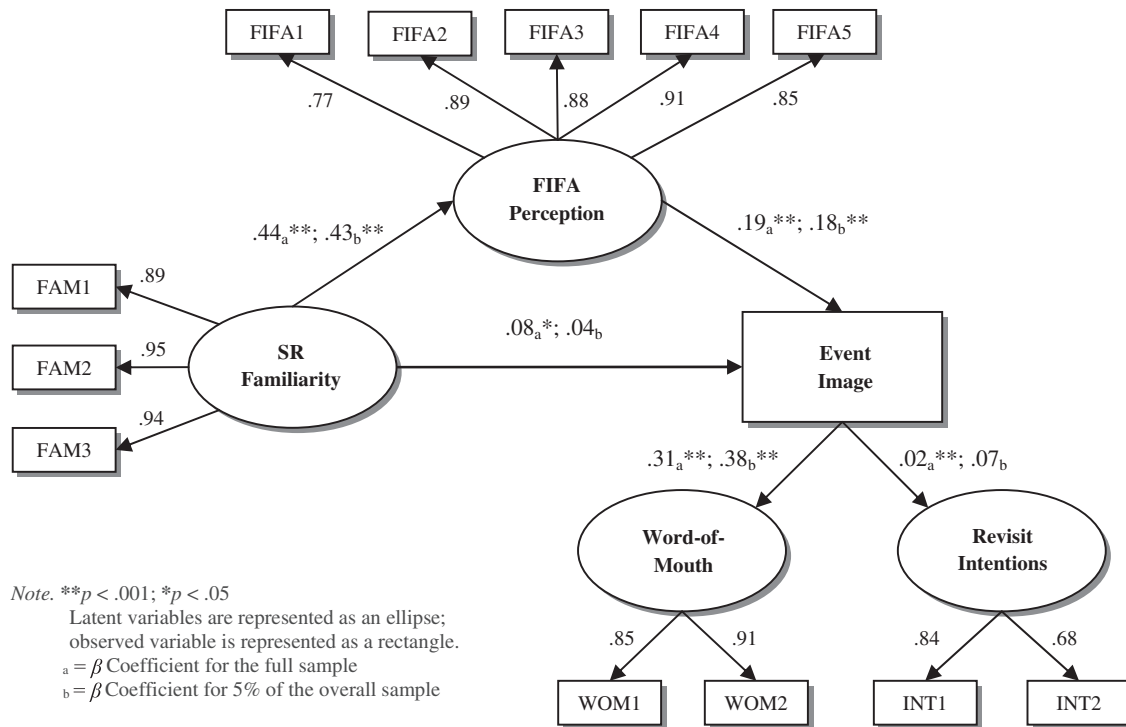 FIFA1
FIFA2
FIFA3
FIFA4
FIFA5
.77
.89
.88
.91
.85
FIFA
Perception
.44a**; .43b**
.19a**; .18b**
FAM1
.89
FAM2
.95
FAM3
.94
SR
Familiarity
.08a*; .04b
Event
Image
.31a**; .38b**
.02a**; .07b
Word-of-
Mouth
Revisit
Intentions
.85
.91
.84
.68
WOM1
WOM2
INT1
INT2
Note. **p < .001; *p < .05
Latent variables are represented as an ellipse;
observed variable is represented as a rectangle.
a = β Coefficient for the full sample
b = β Coefficient for 5% of the overall sample